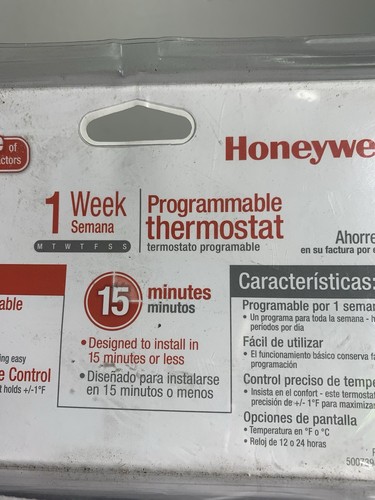 of
actors
Honeywe
1 Week
Semana
M T W T F S S
Programmable
thermostat
termostato programable
Ahorre
en su factura por e
able
ing easy
e Control
t holds +/-1°F
15 minutes
minutos
• Designed to install in
15 minutes or less
• Diseñado para instalarse
en 15 minutos o menos
Características:
Programable por 1 semar
• Un programa para toda la semana - h
periodos por día
Fácil de utilizar
• El funcionamiento básico conserva fá
programación
Control preciso de tempe
• Insista en el confort - este termostat
precisión de +/- 1°F para maximizar
Opciones de pantalla
• Temperatura en °F o °C
• Reloj de 12 o 24 horas